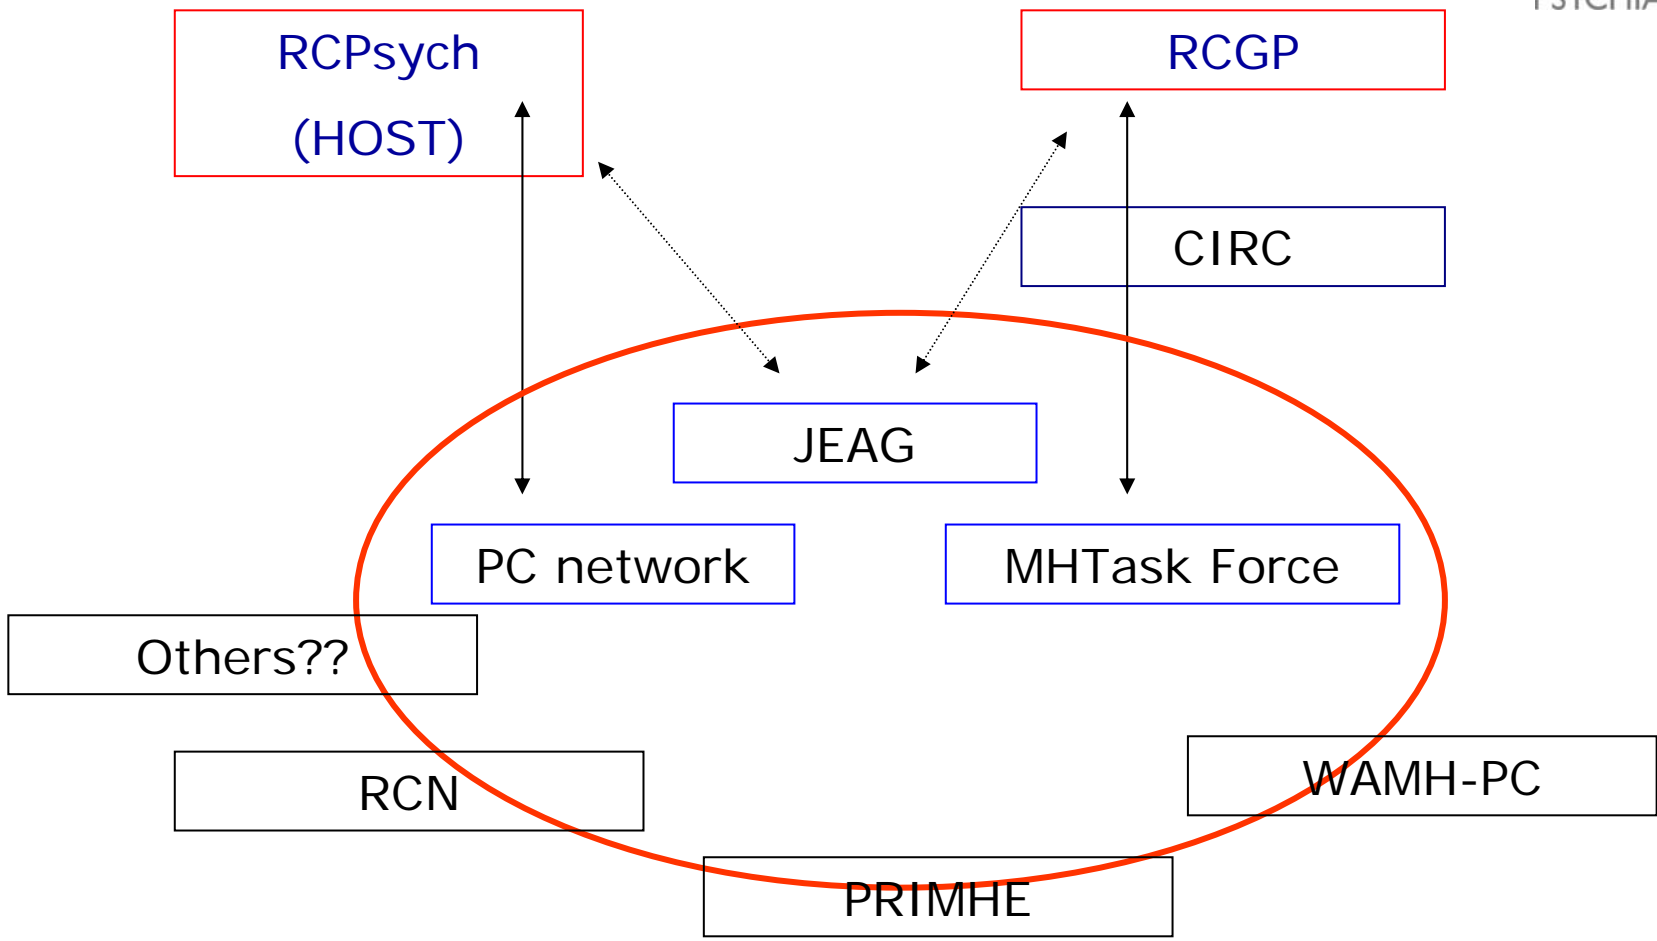 RCPsych
(HOST)
RCGP
CIRC
JEAG
PC network
MHTask Force
Others??
RCN
WAMH-PC
PRIMHE